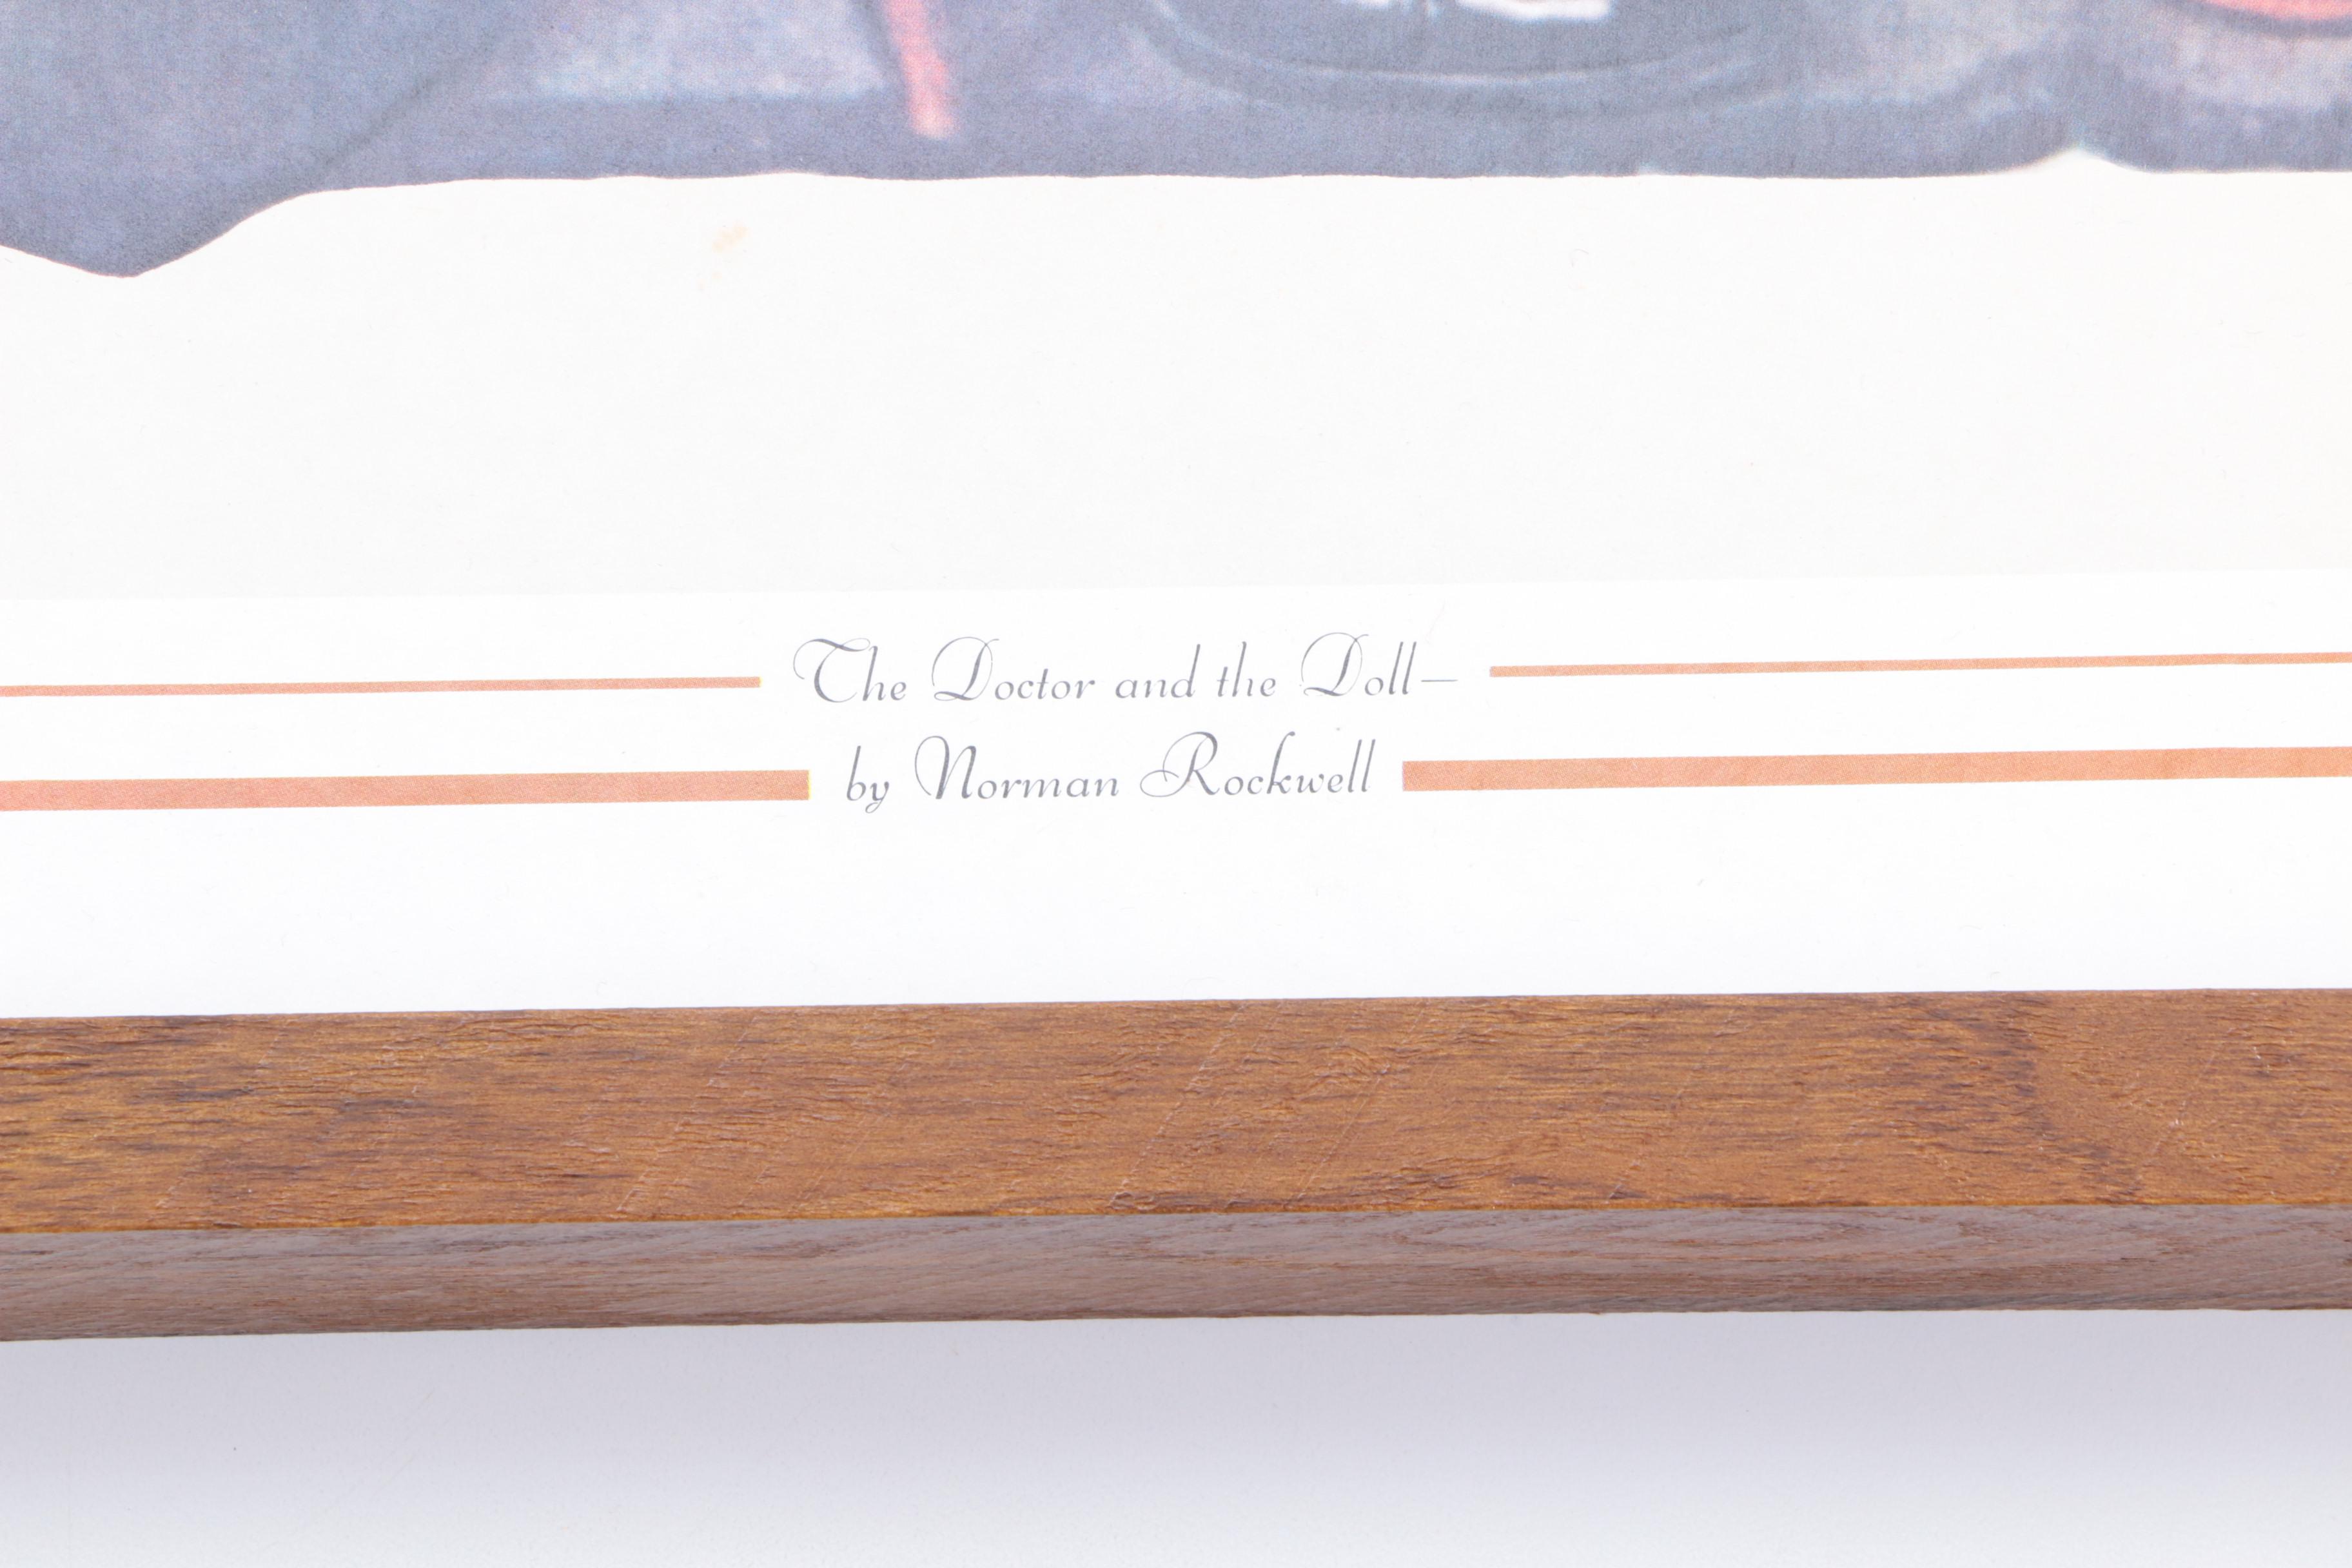 The Doctor and the Doll—
by Norman Rockwell